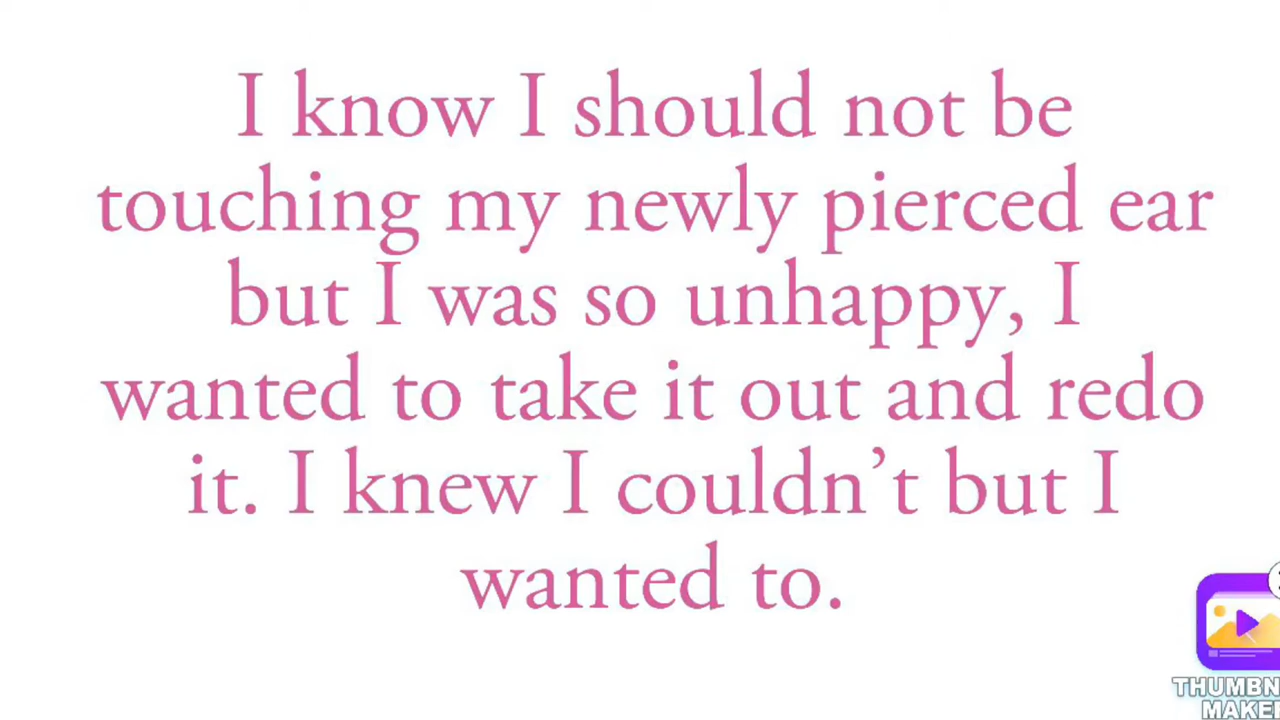 I know I should not be
touching my newly pierced ear
but I was so unhappy, I
wanted to take it out and redo
it. I knew I couldn’t but I
wanted to.
THUMBN
MAKER